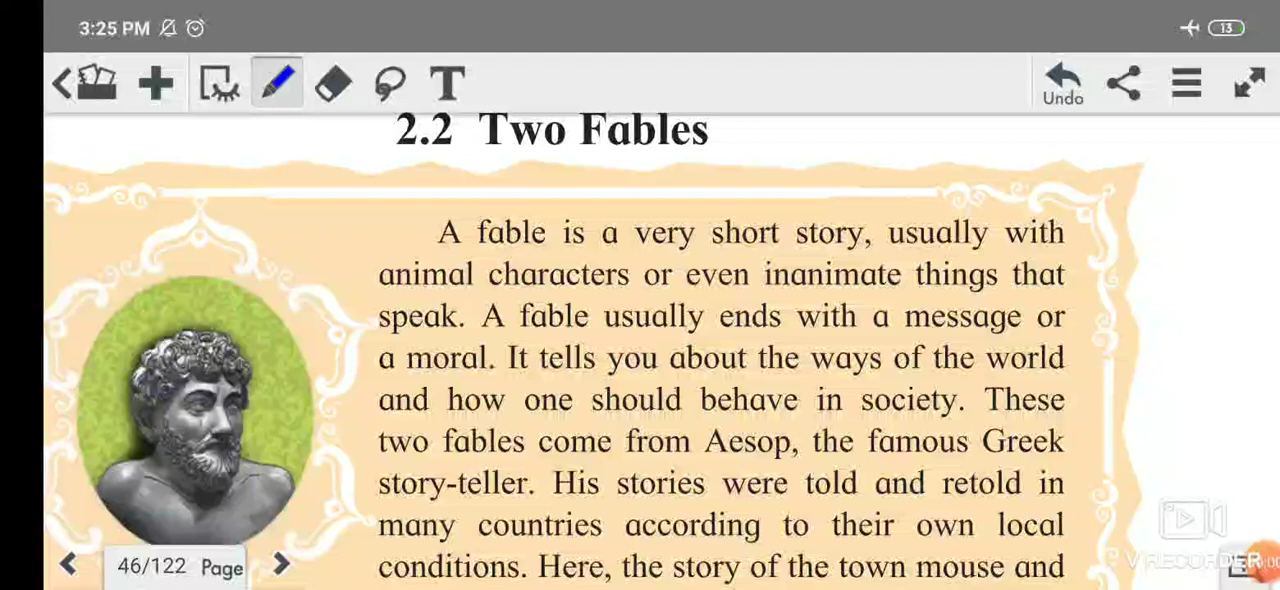 3:25 PM
13
T
Undo
2.2 Two Fables
A fable is a very short story, usually with
animal characters or even inanimate things that
speak. A fable usually ends with a message or
a moral. It tells you about the ways of the world
and how one should behave in society. These
two fables come from Aesop, the famous Greek
story-teller. His stories were told and retold in
many countries according to their own local
conditions. Here, the story of the town mouse and
46/122 Page
V RECORDER